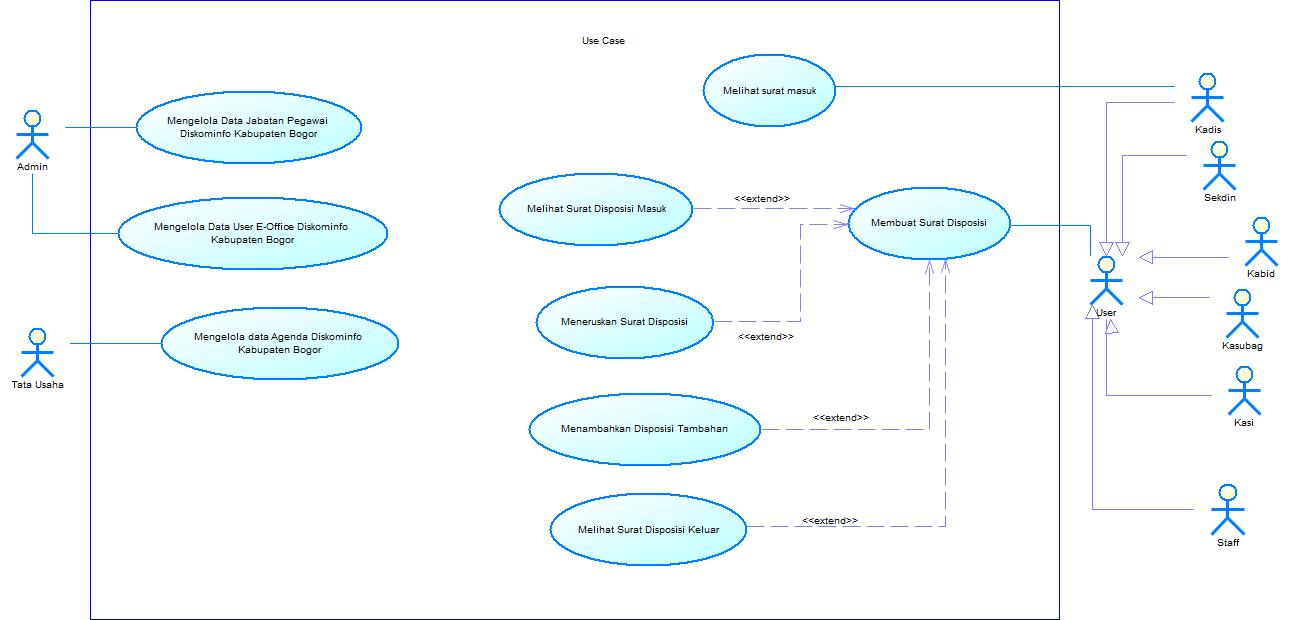 Use Case
Melihat surat masuk
Kadis
Mengelola Data Jabatan Pegawai
Diskominfo Kabupaten Bogor
Admin
Sekdin
Melihat Surat Disposisi Masuk
<<extend>>
Membuat Surat Disposisi
Mengelola Data User E-Office Diskominfo
Kabupaten Bogor
Kabid
User
Meneruskan Surat Disposisi
<<extend>>
Kasubag
Mengelola data Agenda Diskominfo
Kabupaten Bogor
Tata Usaha
<<extend>>
Menambahkan Disposisi Tambahan
Kasi
<<extend>>
Melihat Surat Disposisi Keluar
Staff